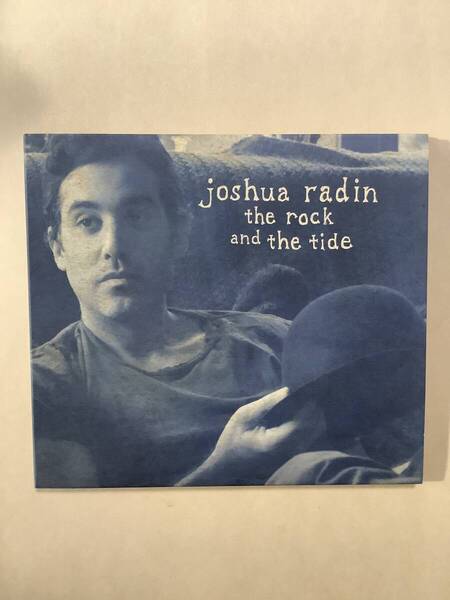 joshua radin
the rock
and the tide